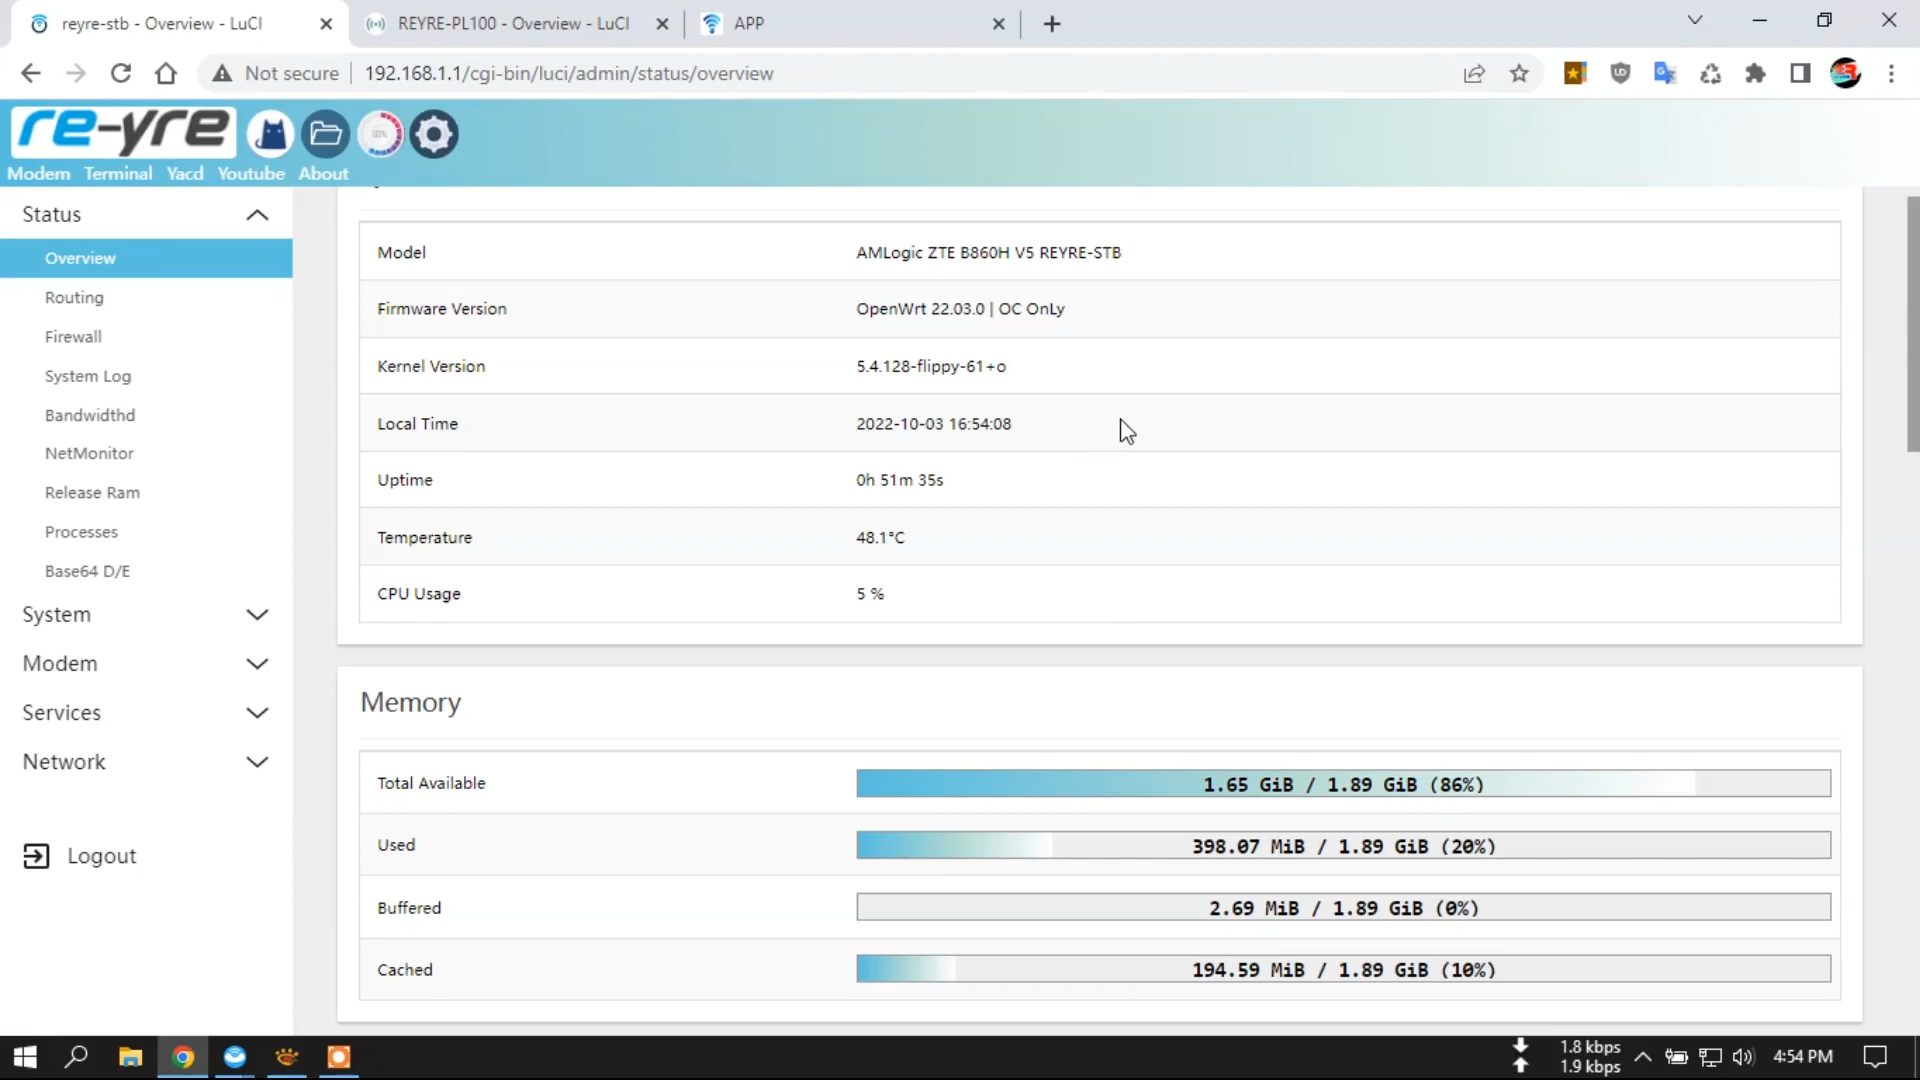 reyre-stb - Overview - LuCI
REYRE-PL100 - Overview - LuCI
APP
Not secure
192.168.1.1/cgi-bin/luci/admin/status/overview
re-yre
Modem Terminal Yacd Youtube About
Status
Overview
Routing
Firewall
System Log
Bandwidthd
NetMonitor
Release Ram
Processes
Base64 D/E
System
Modem
Services
Network
Logout
Model AMLogic ZTE B860H V5 REYRE-STB
Firmware Version OpenWrt 22.03.0 | OC OnLy
Kernel Version 5.4.128-flippy-61+o
Local Time 2022-10-03 16:54:08
Uptime 0h 51m 35s
Temperature 48.1°C
CPU Usage 5 %
Memory
Total Available 1.65 GiB / 1.89 GiB (86%)
Used 398.07 MiB / 1.89 GiB (20%)
Buffered 2.69 MiB / 1.89 GiB (0%)
Cached 194.59 MiB / 1.89 GiB (10%)
1.8 kbps
1.9 kbps
4:54 PM